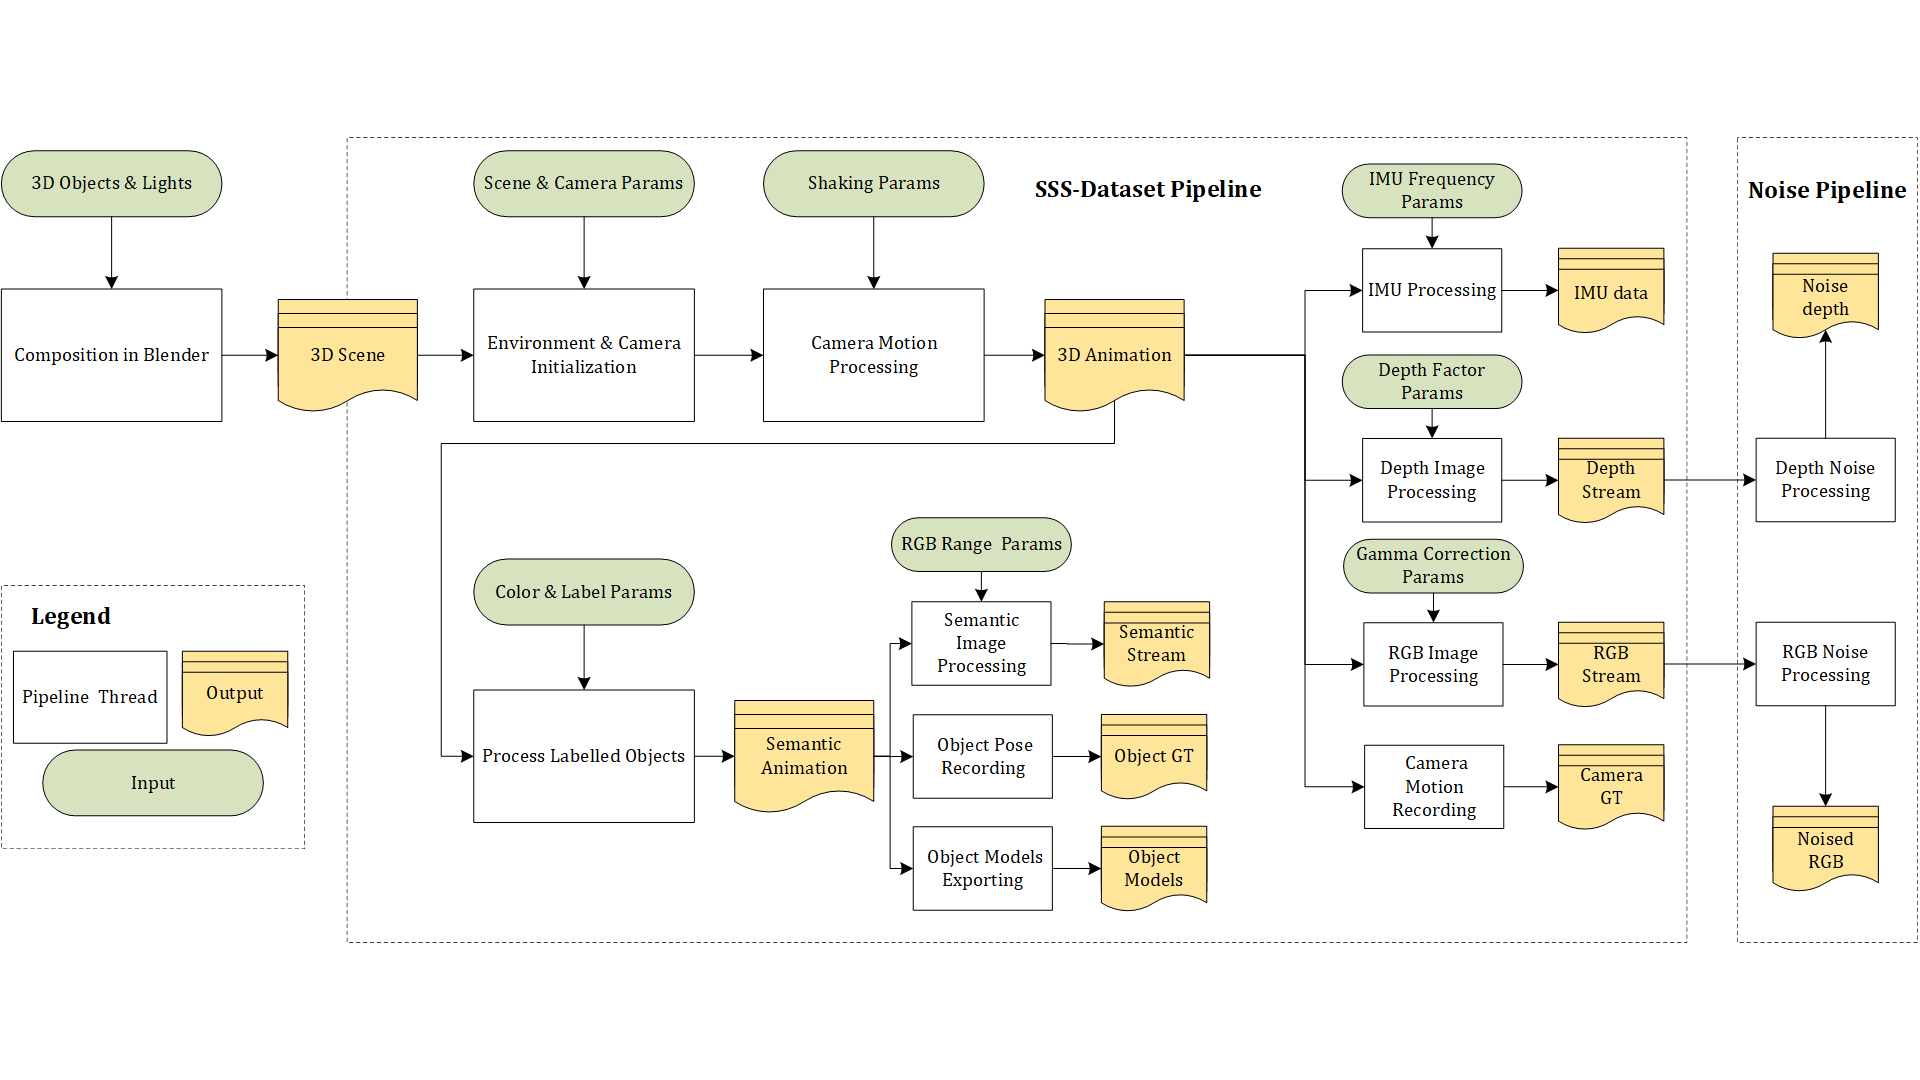 3D Objects & Lights
Scene & Camera Params
Shaking Params
SSS-Dataset Pipeline
IMU Frequency
Params
Noise Pipeline
Composition in Blender
3D Scene
Environment & Camera
Initialization
Camera Motion
Processing
3D Animation
IMU Processing
IMU data
Noise
depth
Depth Factor
Params
Depth Image
Processing
Depth
Stream
Depth Noise
Processing
RGB Range Params
Gamma Correction
Params
Color & Label Params
Semantic
Image
Processing
Semantic
Stream
RGB Image
Processing
RGB
Stream
RGB Noise
Processing
Process Labelled Objects
Semantic
Animation
Object Pose
Recording
Object GT
Camera
Motion
Recording
Camera
GT
Object Models
Exporting
Object
Models
Noised
RGB
Legend
Pipeline Thread
Output
Input